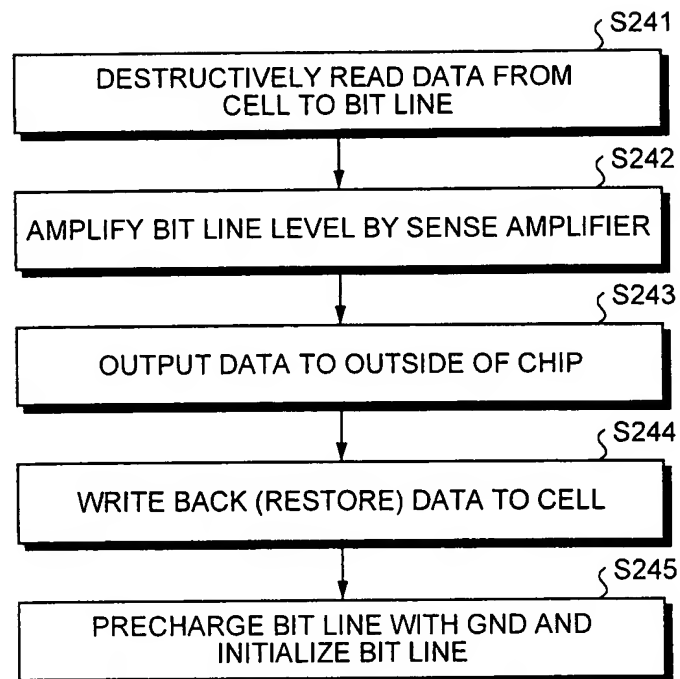 S241
DESTRUCTIVELY READ DATA FROM
CELL TO BIT LINE
S242
AMPLIFY BIT LINE LEVEL BY SENSE AMPLIFIER
S243
OUTPUT DATA TO OUTSIDE OF CHIP
S244
WRITE BACK (RESTORE) DATA TO CELL
S245
PRECHARGE BIT LINE WITH GND AND
INITIALIZE BIT LINE